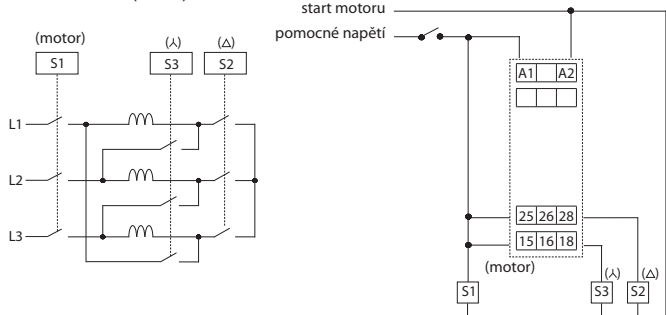 start motoru
pomocné napětí
(motor)
(⅄)
(△)
S1
S3
S2
L1
L2
L3
A1
A2
25 26 28
15 16 18
(motor)
(⅄)
(△)
S1
S3
S2